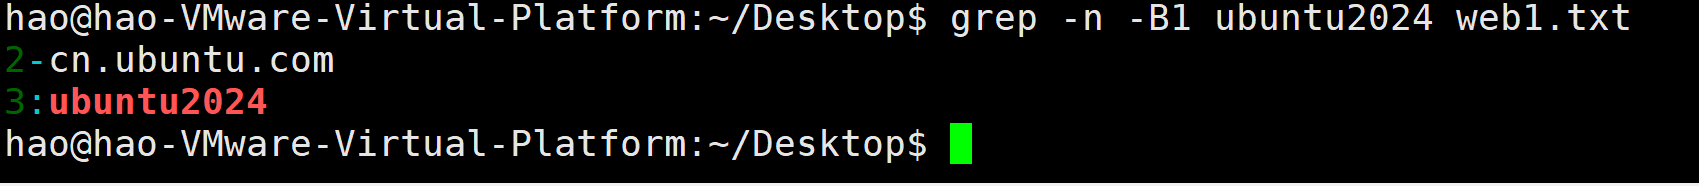 hao@hao-VMware-Virtual-Platform:~/Desktop$ grep -n -B1 ubuntu2024 web1.txt
2-cn.ubuntu.com
3:ubuntu2024
hao@hao-VMware-Virtual-Platform:~/Desktop$